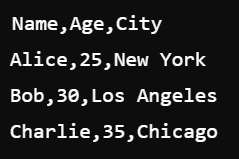 Name,Age,City
Alice,25,New York
Bob,30,Los Angeles
Charlie,35,Chicago